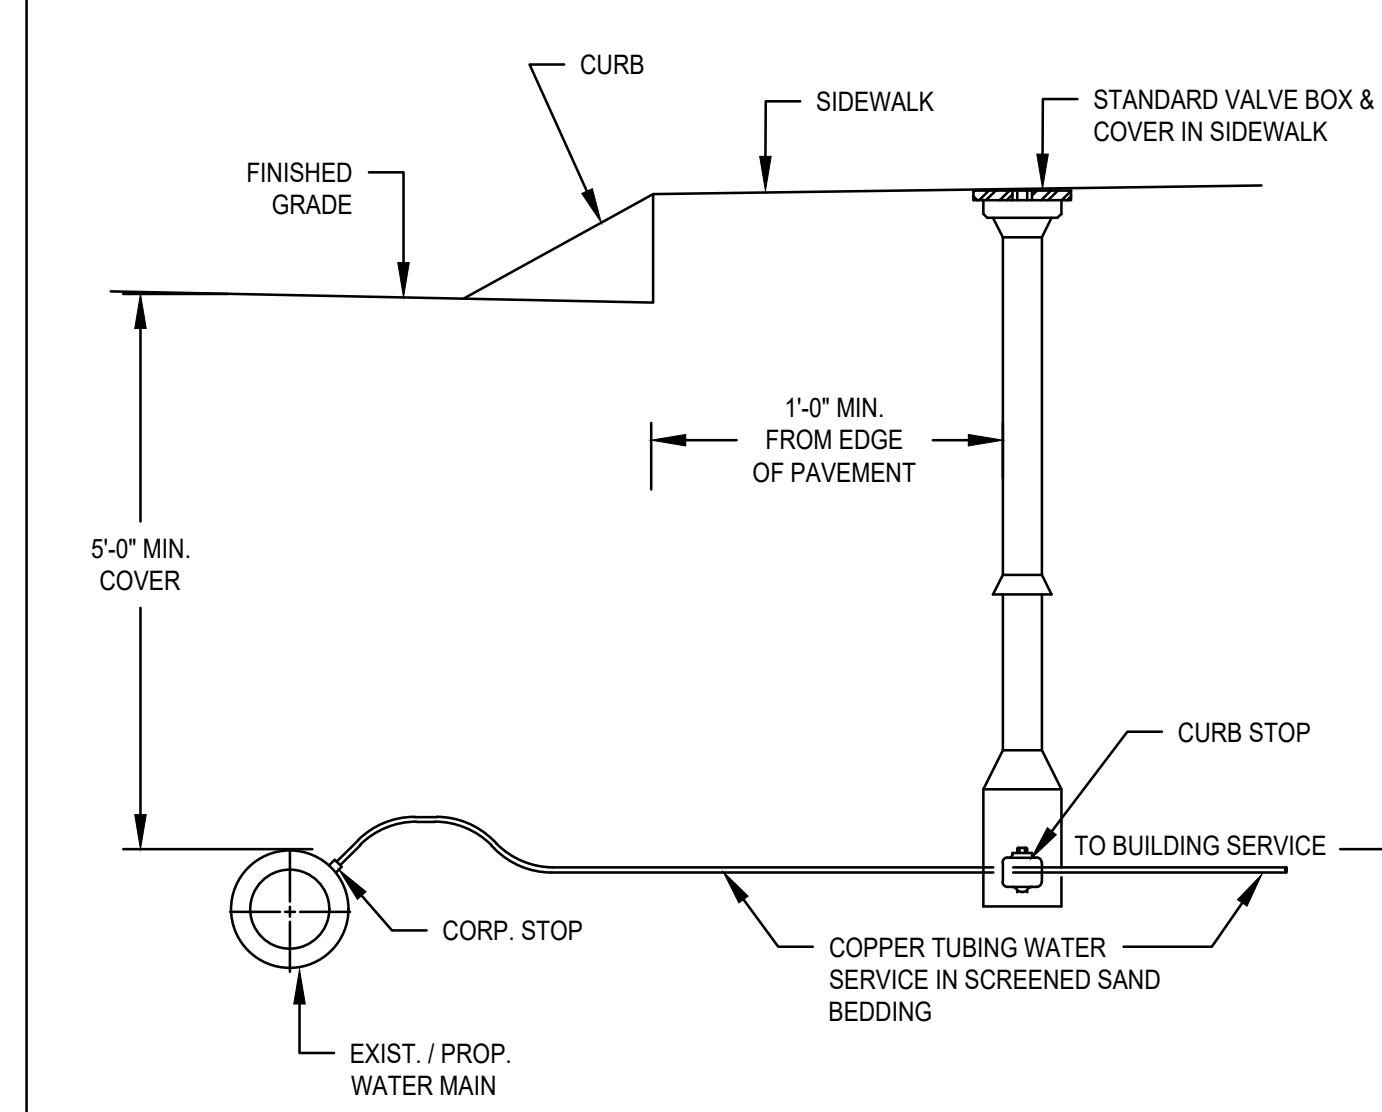 CURB
SIDEWALK
STANDARD VALVE BOX &
COVER IN SIDEWALK
FINISHED
GRADE
1'-0" MIN.
FROM EDGE
OF PAVEMENT
5'-0" MIN.
COVER
CURB STOP
TO BUILDING SERVICE
CORP. STOP
COPPER TUBING WATER
SERVICE IN SCREENED SAND
BEDDING
EXIST. / PROP.
WATER MAIN